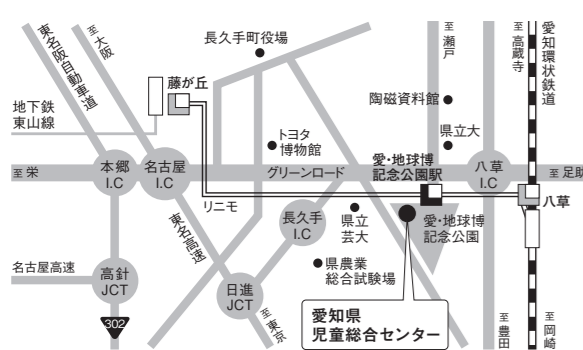 東名阪自動車道
至大阪
長久手町役場
至瀬戸
至高蔵寺
愛知環状鉄道
藤が丘
地下鉄
東山線
陶磁資料館
県立大
トヨタ
博物館
愛・地球博
記念公園駅
至栄
本郷
I.C
名古屋
I.C
グリーンロード
八草
I.C
至足助
リニモ
八草
東名高速
長久手
I.C
県立
芸大
愛・地球博
記念公園
名古屋高速
高針
JCT
県農業
総合試験場
日進
JCT
302
至東京
愛知県
児童総合センター
至豊田
至岡崎